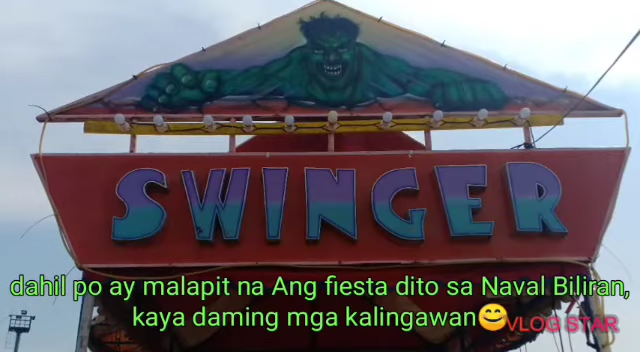 SWINGER
dahil po ay malapit na Ang fiesta dito sa Naval Biliran,
kaya daming mga kalingawan😊
VLOG STAR